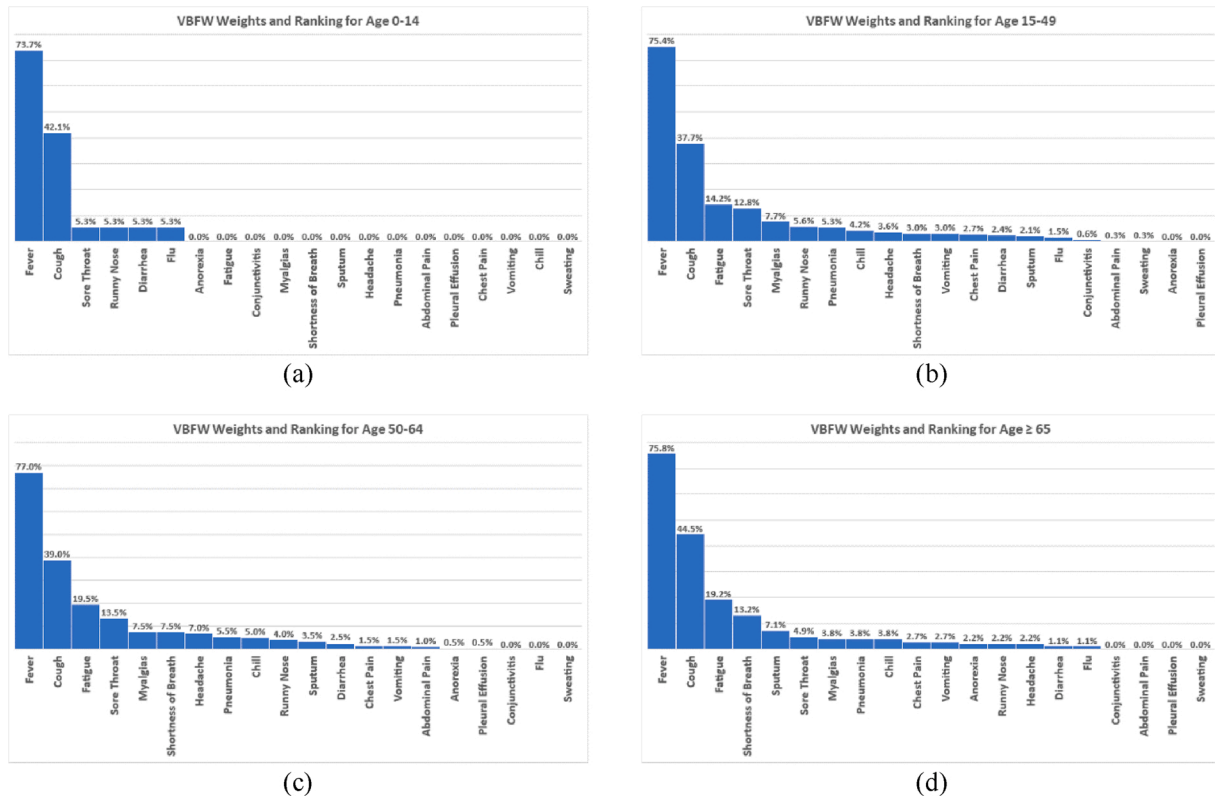 VBFW Weights and Ranking for Age 0-14
73.7%
42.1%
5.3% 5.3% 5.3% 5.3%
0.0% 0.0% 0.0% 0.0% 0.0% 0.0% 0.0% 0.0% 0.0% 0.0% 0.0% 0.0% 0.0% 0.0%
Fever
Cough
Sore Throat
Runny Nose
Diarrhea
Flu
Anorexia
Fatigue
Conjunctivitis
Myalgias
Shortness of Breath
Sputum
Headache
Pneumonia
Abdominal Pain
Pleural Effusion
Chest Pain
Vomiting
Chill
Sweating
(a)
VBFW Weights and Ranking for Age 15-49
75.4%
37.7%
14.2%
12.8%
7.7%
5.6% 5.3%
4.2% 3.6% 3.0% 3.0% 2.7% 2.4% 2.1% 1.5% 0.6% 0.3% 0.3% 0.0% 0.0%
Fever
Cough
Fatigue
Sore Throat
Myalgias
Runny Nose
Pneumonia
Chill
Headache
Shortness of Breath
Vomiting
Chest Pain
Diarrhea
Sputum
Flu
Conjunctivitis
Abdominal Pain
Sweating
Anorexia
Pleural Effusion
(b)
VBFW Weights and Ranking for Age 50-64
77.0%
39.0%
19.5%
13.5%
7.5% 7.5% 7.0%
5.5% 5.0% 4.0% 3.5% 2.5% 1.5% 1.5% 1.0% 0.5% 0.5% 0.0% 0.0% 0.0%
Fever
Cough
Fatigue
Sore Throat
Myalgias
Shortness of Breath
Headache
Pneumonia
Chill
Runny Nose
Sputum
Diarrhea
Chest Pain
Vomiting
Abdominal Pain
Anorexia
Pleural Effusion
Conjunctivitis
Flu
Sweating
(c)
VBFW Weights and Ranking for Age ≥ 65
75.8%
44.5%
19.2%
13.2%
7.1%
4.9% 3.8% 3.8% 3.8% 2.7% 2.7% 2.2% 2.2% 2.2% 1.1% 1.1% 0.0% 0.0% 0.0% 0.0%
Fever
Cough
Fatigue
Shortness of Breath
Sputum
Sore Throat
Myalgias
Pneumonia
Chill
Chest Pain
Vomiting
Anorexia
Runny Nose
Headache
Diarrhea
Flu
Conjunctivitis
Abdominal Pain
Pleural Effusion
Sweating
(d)